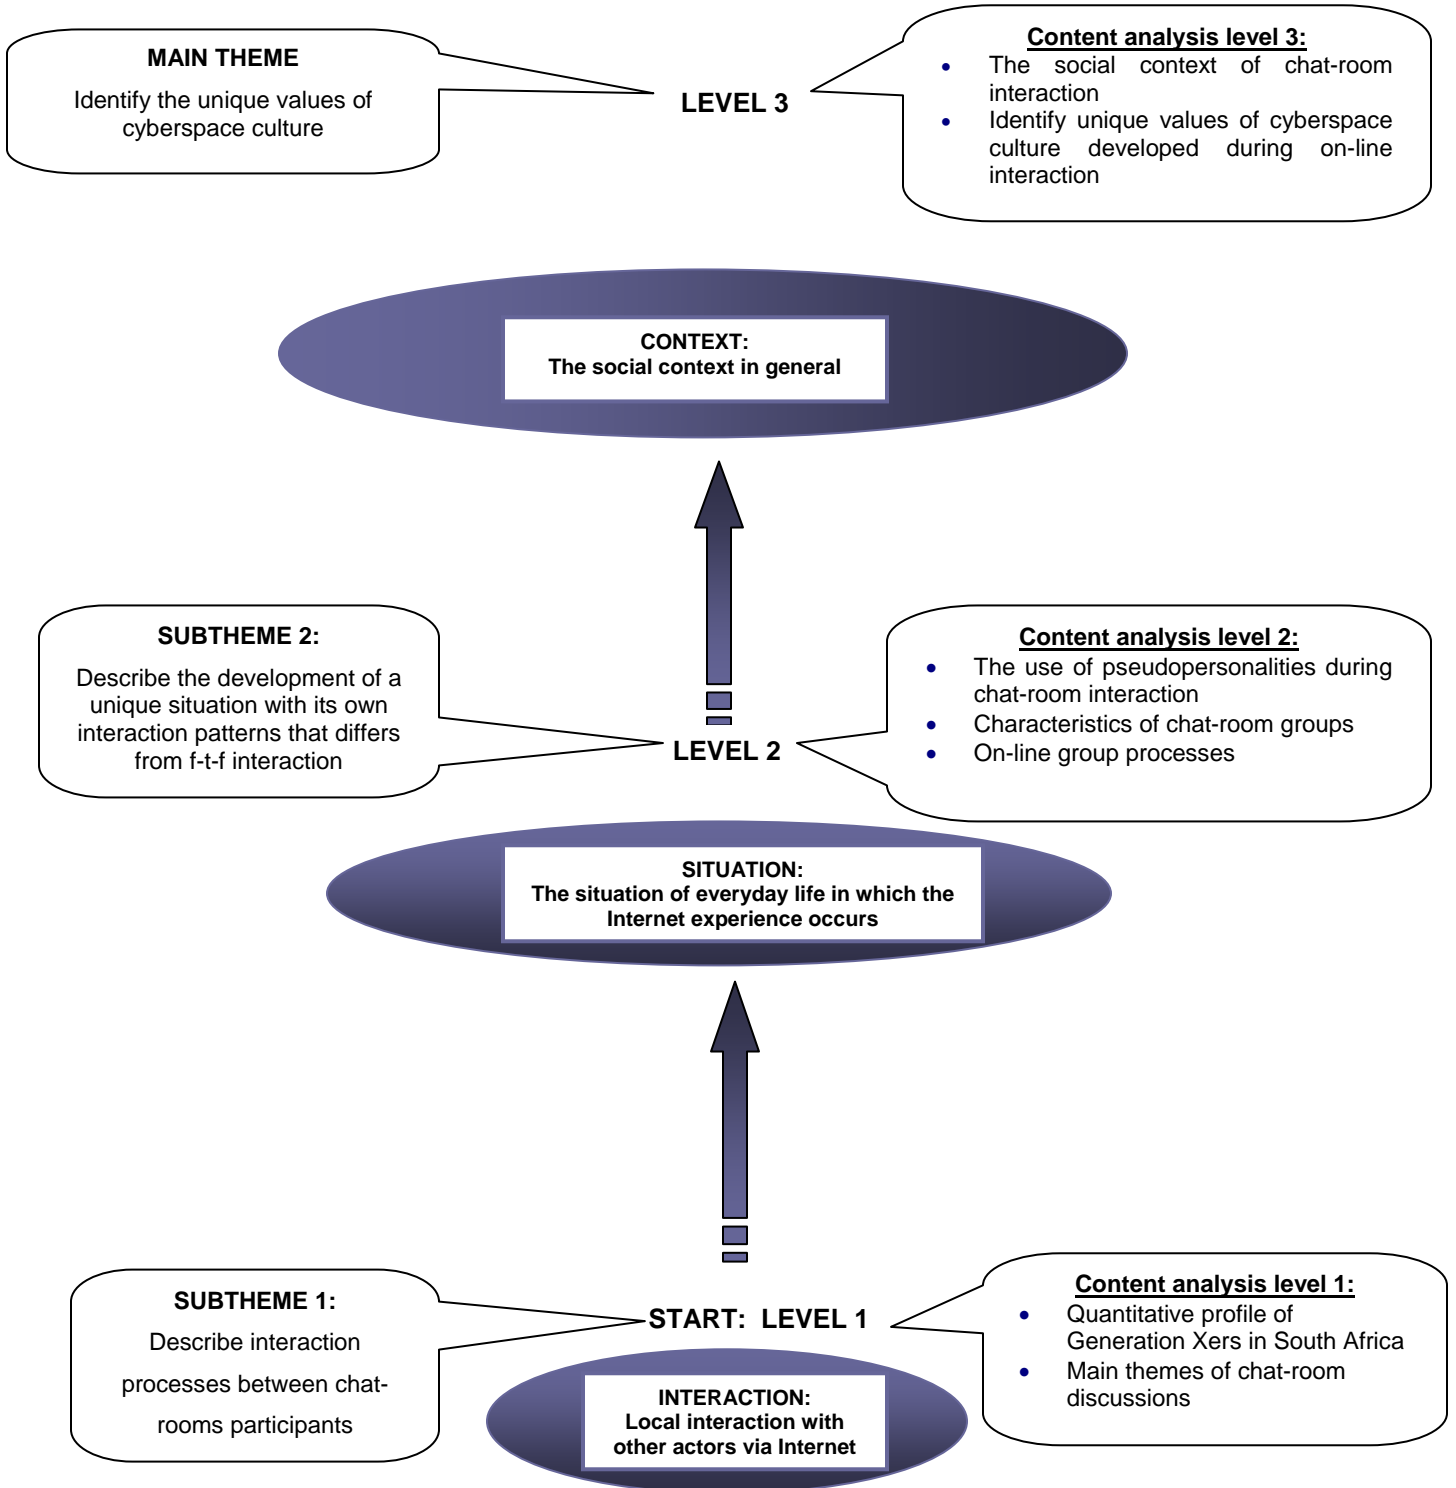 MAIN THEME
Identify the unique values of
cyberspace culture
LEVEL 3
Content analysis level 3:
• The social context of chat-room
interaction
• Identify unique values of cyberspace
culture developed during on-line
interaction
CONTEXT:
The social context in general
SUBTHEME 2:
Describe the development of a
unique situation with its own
interaction patterns that differs
from f-t-f interaction
LEVEL 2
Content analysis level 2:
• The use of pseudopersonalities during
chat-room interaction
• Characteristics of chat-room groups
• On-line group processes
SITUATION:
The situation of everyday life in which the
Internet experience occurs
SUBTHEME 1:
Describe interaction
processes between chat-
rooms participants
START: LEVEL 1
Content analysis level 1:
• Quantitative profile of
Generation Xers in South Africa
• Main themes of chat-room
discussions
INTERACTION:
Local interaction with
other actors via Internet